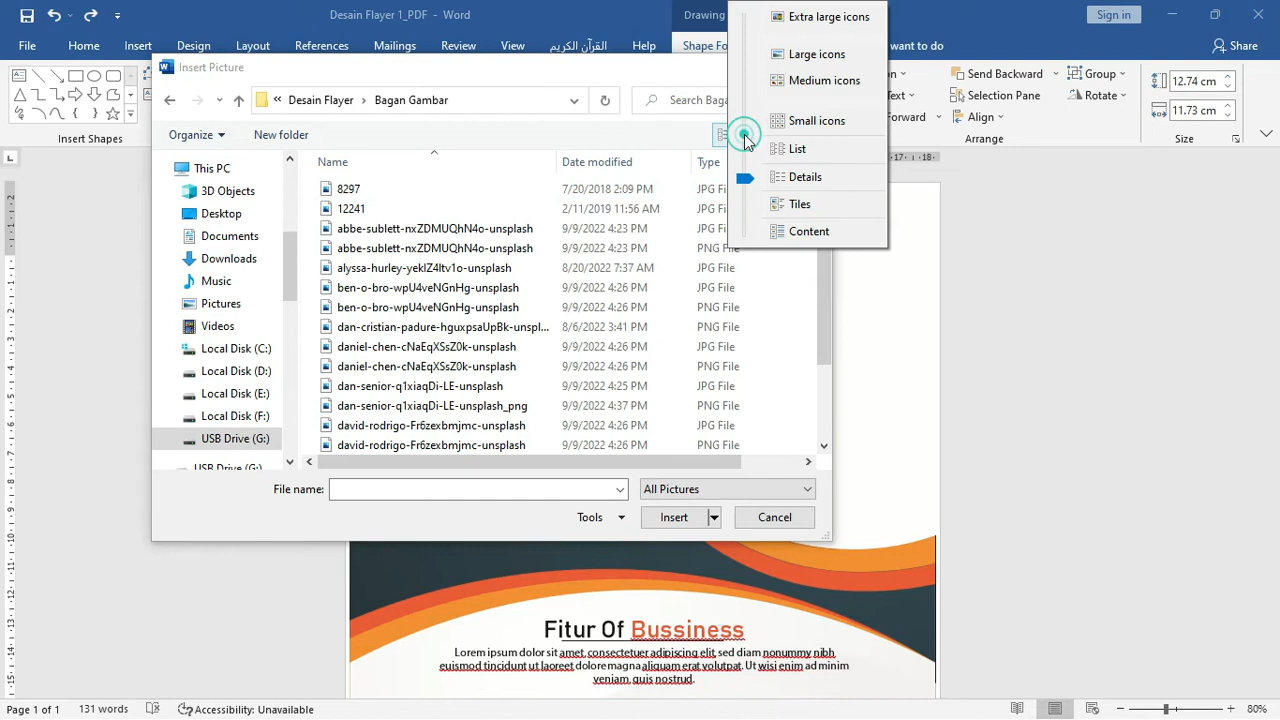 Desain Flayer 1_PDF - Word
Drawing
Sign in
File
Home
Insert
Design
Layout
References
Mailings
Review
View
القرآن الكريم
Help
Shape Fo
want to do
Share
Insert Shapes
Send Backward
Selection Pane
Align
Group
Rotate
Arrange
12.74 cm
11.73 cm
Size
Insert Picture
« Desain Flayer > Bagan Gambar
Search Baga
Organize
New folder
Extra large icons
Large icons
Medium icons
Small icons
List
Details
Tiles
Content
This PC
3D Objects
Desktop
Documents
Downloads
Music
Pictures
Videos
Local Disk (C:)
Local Disk (D:)
Local Disk (E:)
Local Disk (F:)
USB Drive (G:)
USB Drive (G:)
Name Date modified Type
8297 7/20/2018 2:09 PM JPG Fi
12241 2/11/2019 11:56 AM JPG Fi
abbe-sublett-nxZDMUQhN4o-unsplash 9/9/2022 4:23 PM JPG Fi
abbe-sublett-nxZDMUQhN4o-unsplash 9/9/2022 4:23 PM PNG F
alyssa-hurley-yeklZ4ltv1o-unsplash 8/20/2022 7:37 AM JPG File
ben-o-bro-wpU4veNGnHg-unsplash 9/9/2022 4:26 PM JPG File
ben-o-bro-wpU4veNGnHg-unsplash 9/9/2022 4:26 PM PNG File
dan-cristian-padure-hguxpsaUpBk-unspl... 8/6/2022 3:41 PM PNG File
daniel-chen-cNaEqXSsZ0k-unsplash 9/9/2022 4:26 PM JPG File
daniel-chen-cNaEqXSsZ0k-unsplash 9/9/2022 4:26 PM PNG File
dan-senior-q1xiaqDi-LE-unsplash 9/9/2022 4:25 PM JPG File
dan-senior-q1xiaqDi-LE-unsplash_png 9/9/2022 4:37 PM PNG File
david-rodrigo-Fr6zexbmjmc-unsplash 9/9/2022 4:26 PM JPG File
david-rodrigo-Fr6zexbmjmc-unsplash 9/9/2022 4:26 PM PNG File
File name:
All Pictures
Tools
Insert
Cancel
Fitur Of Bussiness
Lorem ipsum dolor sit amet, consectetuer adipiscing elit, sed diam nonummy nibh
euismod tincidunt ut laoreet dolore magna aliquam erat volutpat. Ut wisi enim ad minim
veniam, quis nostrud.
Page 1 of 1
131 words
Accessibility: Unavailable
80%